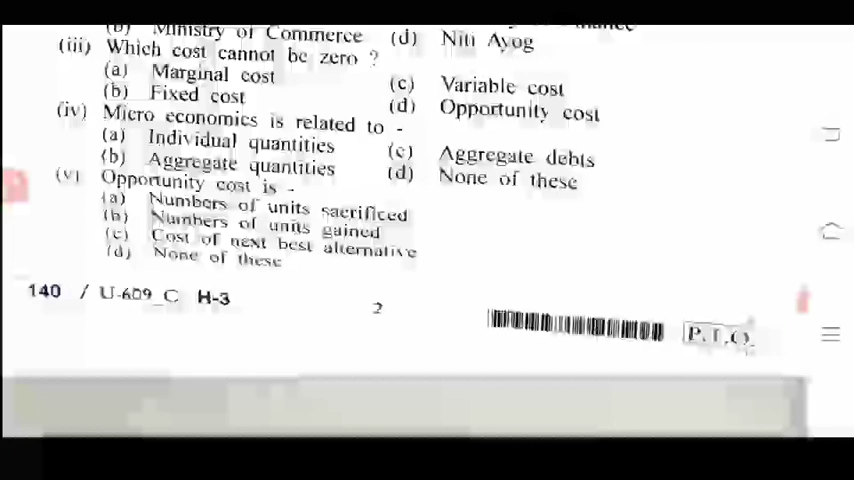 (b) Ministry of Commerce (d) Niti Ayog
(iii) Which cost cannot be zero ?
(a) Marginal cost (c) Variable cost
(b) Fixed cost (d) Opportunity cost
(iv) Micro economics is related to -
(a) Individual quantities (c) Aggregate debts
(b) Aggregate quantities (d) None of these
(v) Opportunity cost is -
(a) Numbers of units sacrificed
(b) Numbers of units gained
(c) Cost of next best alternative
(d) None of these
140 / U-609_C H-3
2
P.T.O.